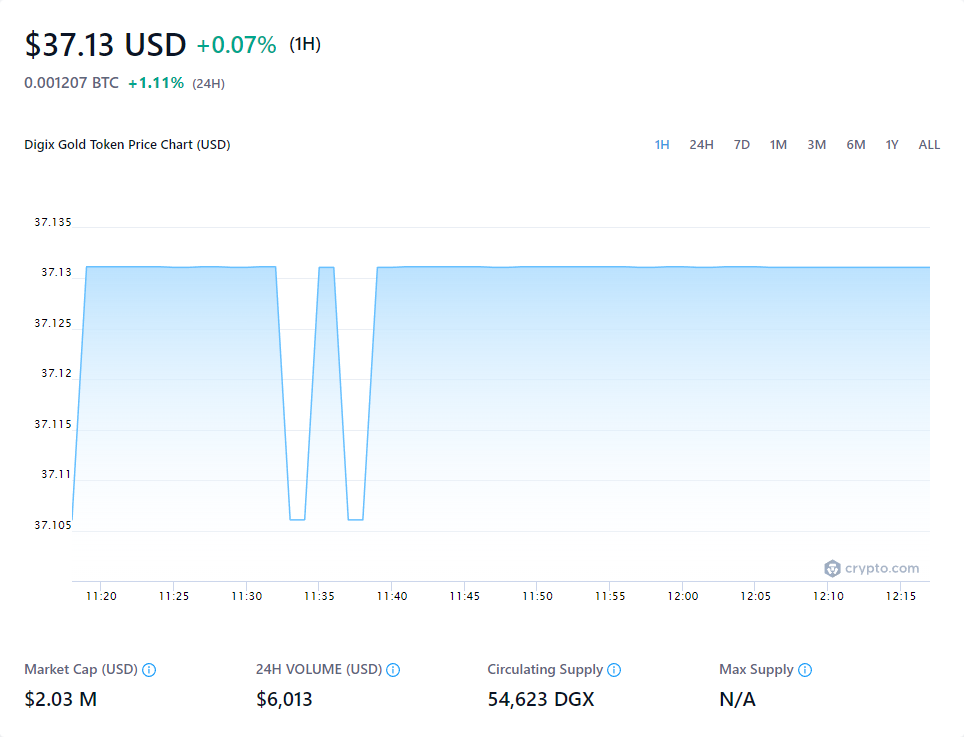 $37.13 USD +0.07% (1H)
0.001207 BTC +1.11% (24H)
Digix Gold Token Price Chart (USD)
1H 24H 7D 1M 3M 6M 1Y ALL
37.135
37.13
37.125
37.12
37.115
37.11
37.105
crypto.com
11:20 11:25 11:30 11:35 11:40 11:45 11:50 11:55 12:00 12:05 12:10 12:15
Market Cap (USD) 24H VOLUME (USD) Circulating Supply Max Supply
$2.03 M $6,013 54,623 DGX N/A